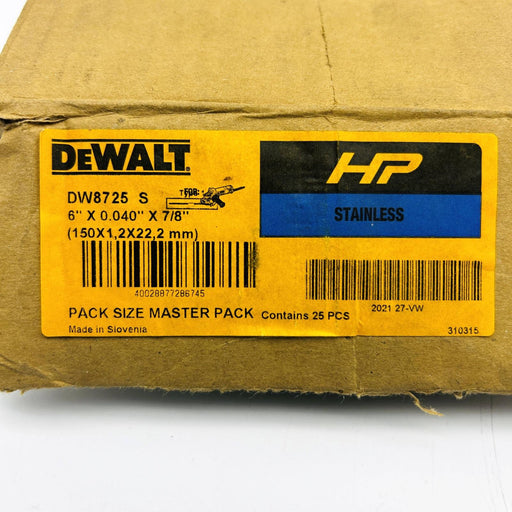 DEWALT
HP
DW8725 S
FOR:
6" X 0.040" X 7/8"
STAINLESS
(150X1,2X22,2 mm)
40028877286745
2021 27-VW
PACK SIZE MASTER PACK Contains 25 PCS
Made in Slovenia
310315